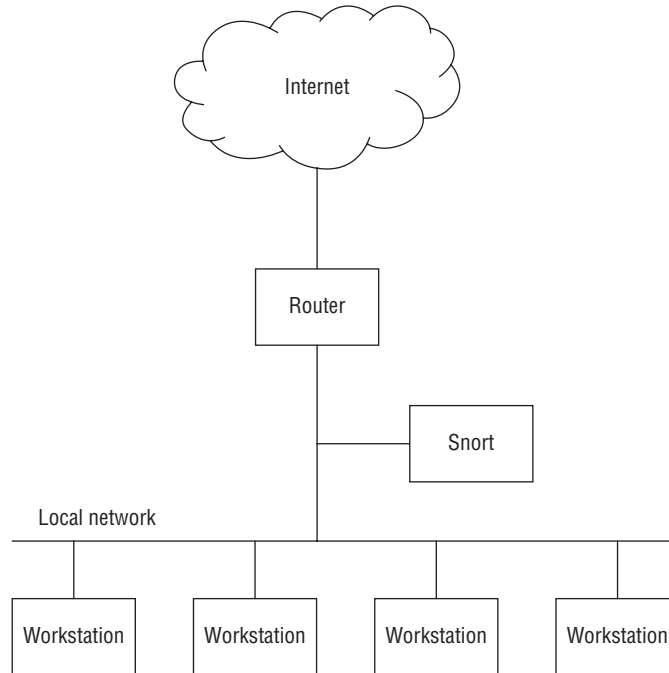 Internet
Router
Snort
Local network
Workstation
Workstation
Workstation
Workstation